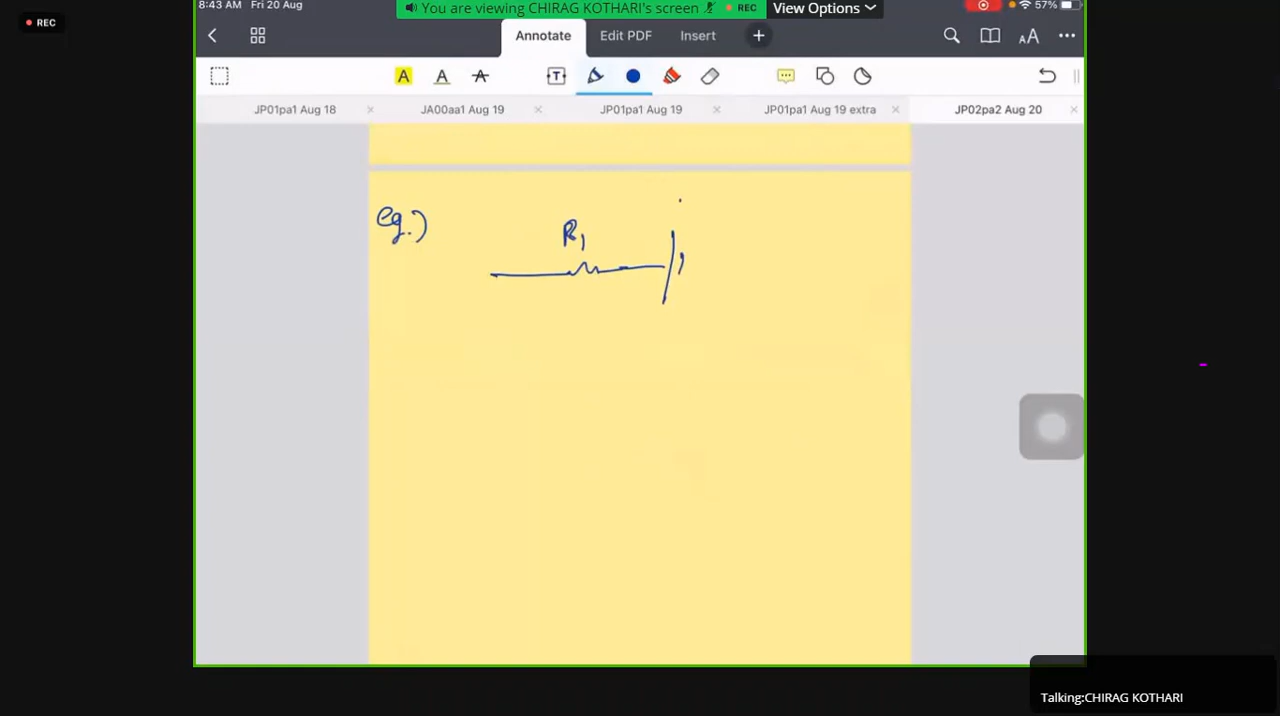 REC
8:43 AM Fri 20 Aug
You are viewing CHIRAG KOTHARI's screen
REC
View Options
57%
Annotate
Edit PDF
Insert
AA
A A A T
JP01pa1 Aug 18
JA00aa1 Aug 19
JP01pa1 Aug 19
JP01pa1 Aug 19 extra
JP02pa2 Aug 20
eg.)
R1
Talking:CHIRAG KOTHARI